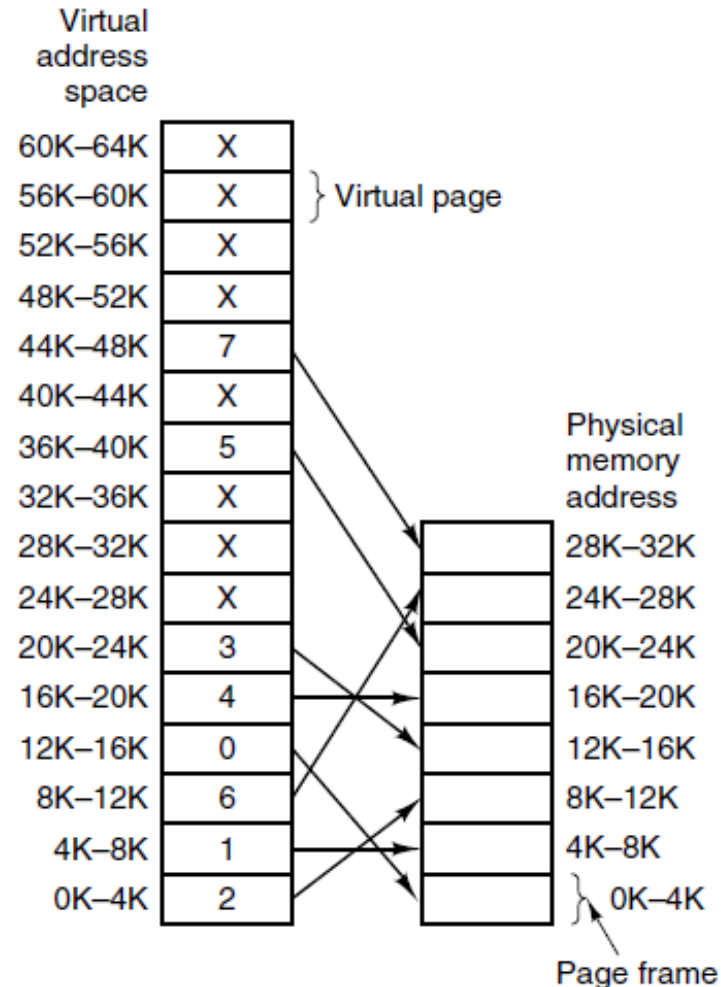 Virtual
address
space
60K–64K X
56K–60K X Virtual page
52K–56K X
48K–52K X
44K–48K 7
40K–44K X
36K–40K 5
32K–36K X
28K–32K X
24K–28K X
20K–24K 3
16K–20K 4
12K–16K 0
8K–12K 6
4K–8K 1
0K–4K 2
Physical
memory
address
28K–32K
24K–28K
20K–24K
16K–20K
12K–16K
8K–12K
4K–8K
0K–4K
Page frame